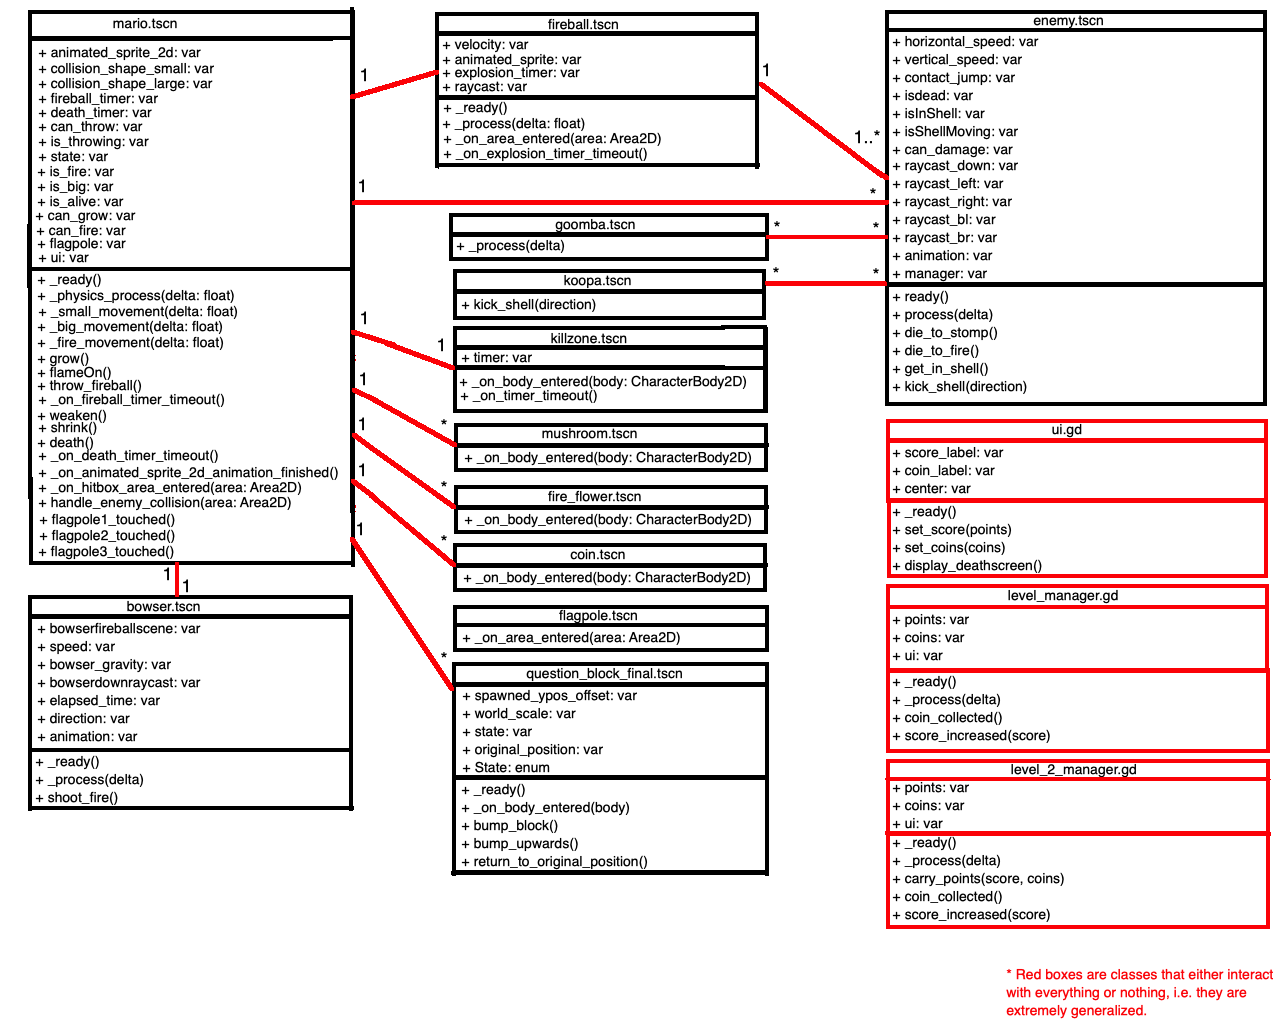 mario.tscn
+ animated_sprite_2d: var
+ collision_shape_small: var
+ collision_shape_large: var
+ fireball_timer: var
+ death_timer: var
+ can_throw: var
+ is_throwing: var
+ state: var
+ is_fire: var
+ is_big: var
+ is_alive: var
+ can_grow: var
+ can_fire: var
+ flagpole: var
+ ui: var
+ _ready()
+ _physics_process(delta: float)
+ _small_movement(delta: float)
+ _big_movement(delta: float)
+ _fire_movement(delta: float)
+ grow()
+ flameOn()
+ throw_fireball()
+ _on_fireball_timer_timeout()
+ weaken()
+ shrink()
+ death()
+ _on_death_timer_timeout()
+ _on_animated_sprite_2d_animation_finished()
+ _on_hitbox_area_entered(area: Area2D)
+ handle_enemy_collision(area: Area2D)
+ flagpole1_touched()
+ flagpole2_touched()
+ flagpole3_touched()
1
1
bowser.tscn
+ bowserfireballscene: var
+ speed: var
+ bowser_gravity: var
+ bowserdownraycast: var
+ elapsed_time: var
+ direction: var
+ animation: var
+ _ready()
+ _process(delta)
+ shoot_fire()
1
fireball.tscn
+ velocity: var
+ animated_sprite: var
+ explosion_timer: var
+ raycast: var
+ _ready()
+ _process(delta: float)
+ _on_area_entered(area: Area2D)
+ _on_explosion_timer_timeout()
1
1..*
1
*
goomba.tscn
+ _process(delta)
*
*
koopa.tscn
+ kick_shell(direction)
*
*
1
1
killzone.tscn
+ timer: var
+ _on_body_entered(body: CharacterBody2D)
+ _on_timer_timeout()
1
*
mushroom.tscn
+ _on_body_entered(body: CharacterBody2D)
1
*
fire_flower.tscn
+ _on_body_entered(body: CharacterBody2D)
1
*
coin.tscn
+ _on_body_entered(body: CharacterBody2D)
flagpole.tscn
+ _on_area_entered(area: Area2D)
1
*
question_block_final.tscn
+ spawned_ypos_offset: var
+ world_scale: var
+ state: var
+ original_position: var
+ State: enum
+ _ready()
+ _on_body_entered(body)
+ bump_block()
+ bump_upwards()
+ return_to_original_position()
enemy.tscn
+ horizontal_speed: var
+ vertical_speed: var
+ contact_jump: var
+ isdead: var
+ isInShell: var
+ isShellMoving: var
+ can_damage: var
+ raycast_down: var
+ raycast_left: var
+ raycast_right: var
+ raycast_bl: var
+ raycast_br: var
+ animation: var
+ manager: var
+ ready()
+ process(delta)
+ die_to_stomp()
+ die_to_fire()
+ get_in_shell()
+ kick_shell(direction)
ui.gd
+ score_label: var
+ coin_label: var
+ center: var
+ _ready()
+ set_score(points)
+ set_coins(coins)
+ display_deathscreen()
level_manager.gd
+ points: var
+ coins: var
+ ui: var
+ _ready()
+ _process(delta)
+ coin_collected()
+ score_increased(score)
level_2_manager.gd
+ points: var
+ coins: var
+ ui: var
+ _ready()
+ _process(delta)
+ carry_points(score, coins)
+ coin_collected()
+ score_increased(score)
* Red boxes are classes that either interact
with everything or nothing, i.e. they are
extremely generalized.